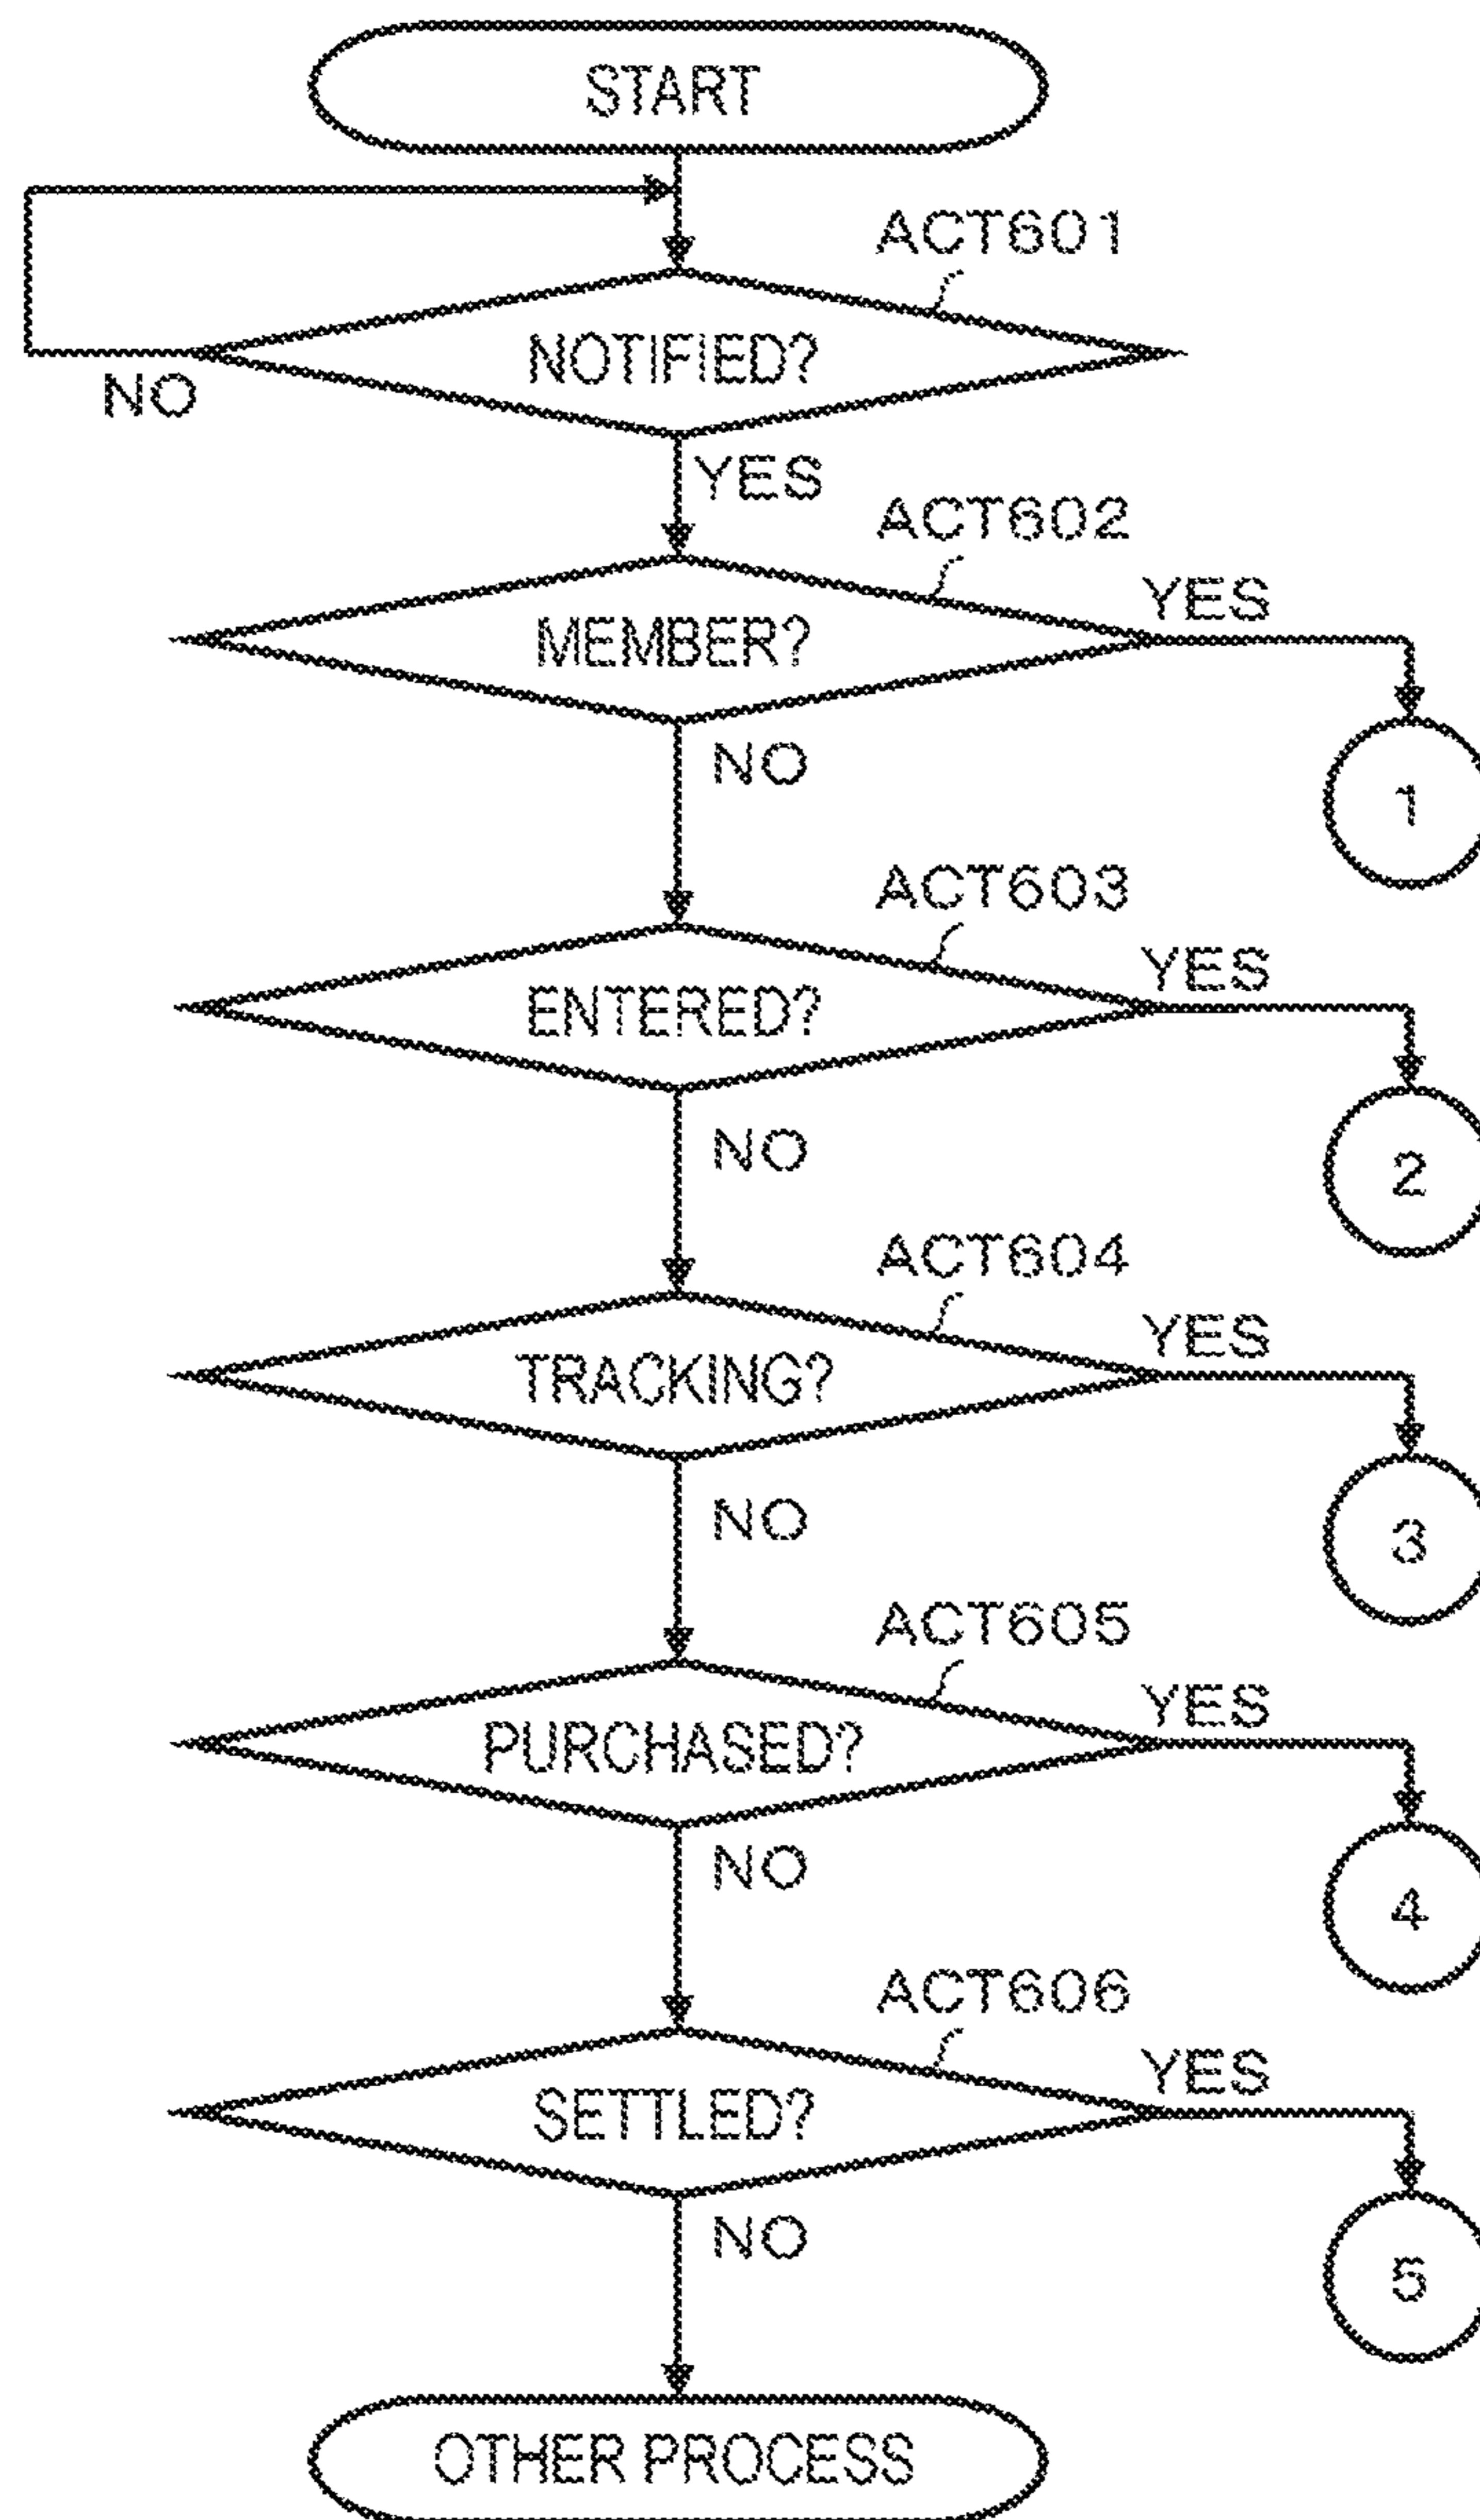 START
ACT601
NOTIFIED?
NO
YES
ACT602
YES
MEMBER?
NO
1
ACT603
YES
ENTERED?
NO
2
ACT604
YES
TRACKING?
NO
3
ACT605
YES
PURCHASED?
NO
4
ACT606
YES
SETTLED?
NO
5
OTHER PROCESS